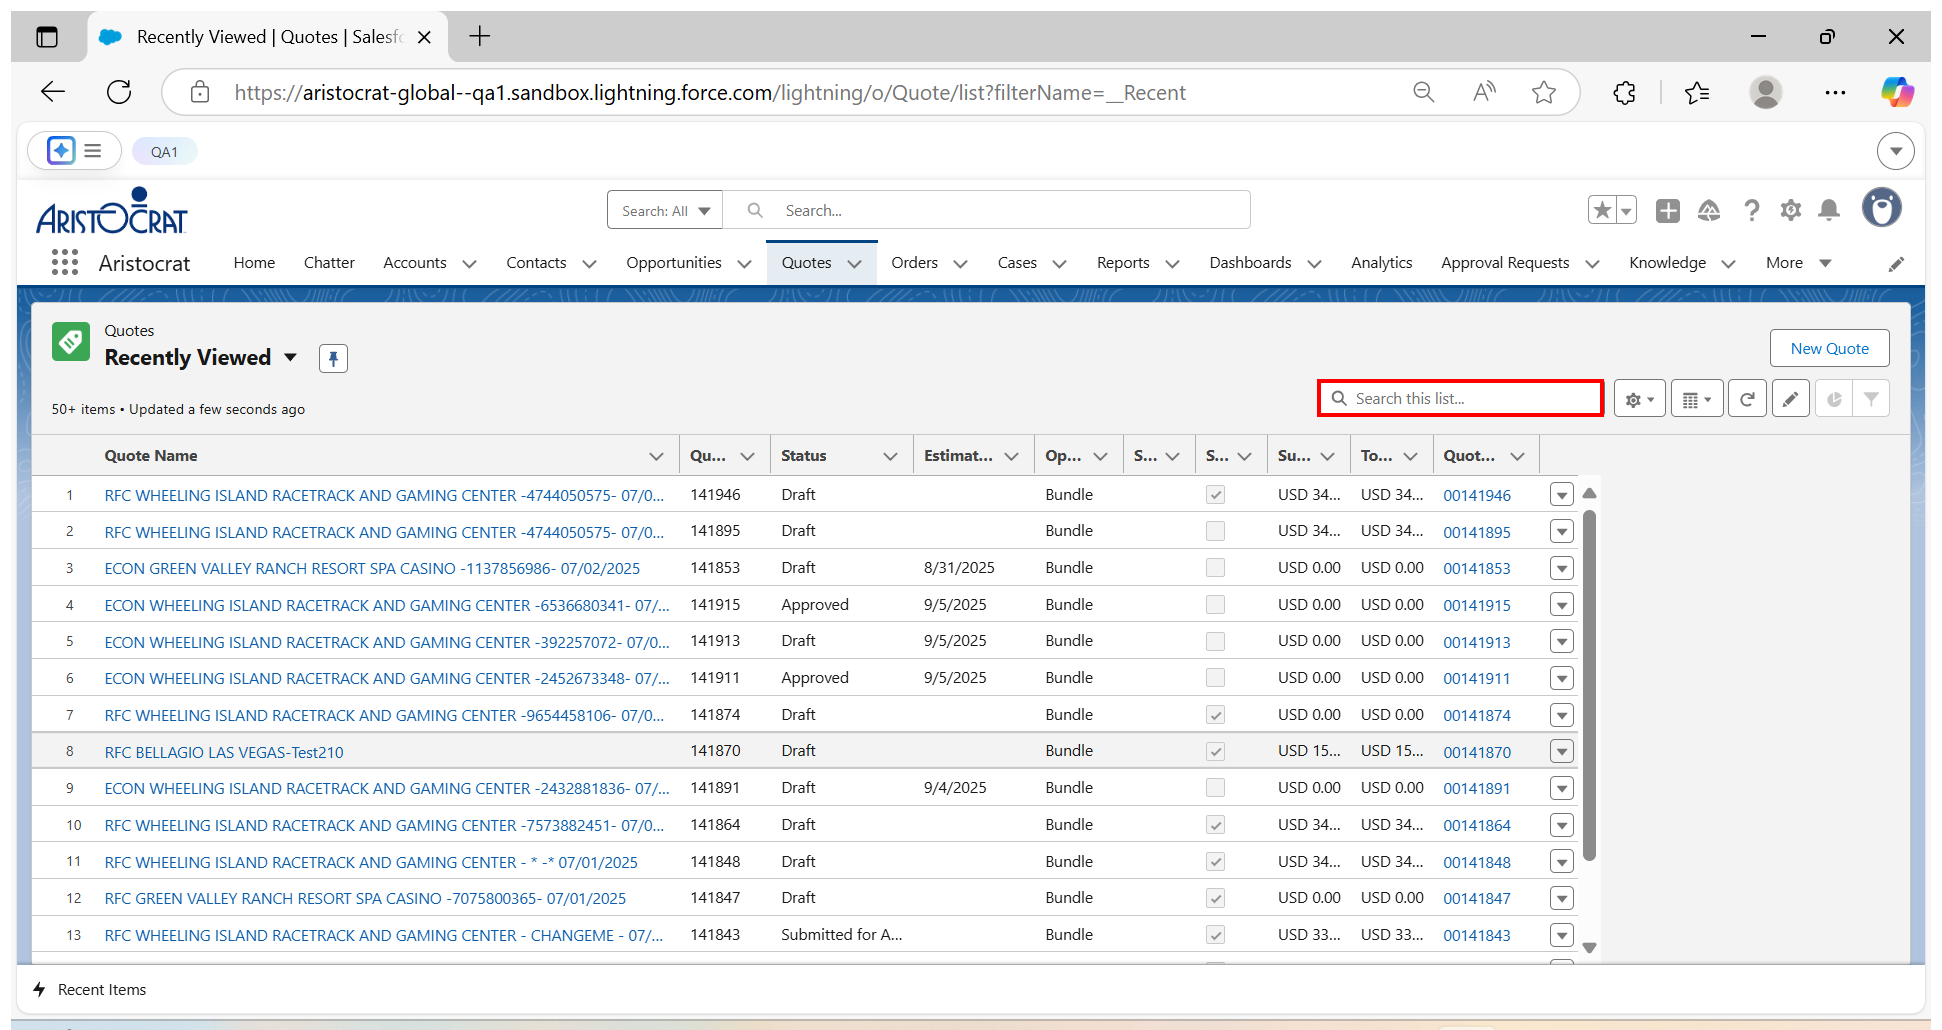 Recently Viewed | Quotes | Salesfo
https://aristocrat-global--qa1.sandbox.lightning.force.com/lightning/o/Quote/list?filterName=__Recent
QA1
ARISTOCRAT
Search: All Search...
Aristocrat Home Chatter Accounts Contacts Opportunities Quotes Orders Cases Reports Dashboards Analytics Approval Requests Knowledge More
Quotes
Recently Viewed
New Quote
50+ items • Updated a few seconds ago
Search this list...
Quote Name Qu... Status Estimat... Op... S... S... Su... To... Quot...
1 RFC WHEELING ISLAND RACETRACK AND GAMING CENTER -4744050575- 07/0... 141946 Draft Bundle USD 34... USD 34... 00141946
2 RFC WHEELING ISLAND RACETRACK AND GAMING CENTER -4744050575- 07/0... 141895 Draft Bundle USD 34... USD 34... 00141895
3 ECON GREEN VALLEY RANCH RESORT SPA CASINO -1137856986- 07/02/2025 141853 Draft 8/31/2025 Bundle USD 0.00 USD 0.00 00141853
4 ECON WHEELING ISLAND RACETRACK AND GAMING CENTER -6536680341- 07/... 141915 Approved 9/5/2025 Bundle USD 0.00 USD 0.00 00141915
5 ECON WHEELING ISLAND RACETRACK AND GAMING CENTER -392257072- 07/0... 141913 Draft 9/5/2025 Bundle USD 0.00 USD 0.00 00141913
6 ECON WHEELING ISLAND RACETRACK AND GAMING CENTER -2452673348- 07/... 141911 Approved 9/5/2025 Bundle USD 0.00 USD 0.00 00141911
7 RFC WHEELING ISLAND RACETRACK AND GAMING CENTER -9654458106- 07/0... 141874 Draft Bundle USD 0.00 USD 0.00 00141874
8 RFC BELLAGIO LAS VEGAS-Test210 141870 Draft Bundle USD 15... USD 15... 00141870
9 ECON WHEELING ISLAND RACETRACK AND GAMING CENTER -2432881836- 07/... 141891 Draft 9/4/2025 Bundle USD 0.00 USD 0.00 00141891
10 RFC WHEELING ISLAND RACETRACK AND GAMING CENTER -7573882451- 07/0... 141864 Draft Bundle USD 34... USD 34... 00141864
11 RFC WHEELING ISLAND RACETRACK AND GAMING CENTER - * -* 07/01/2025 141848 Draft Bundle USD 34... USD 34... 00141848
12 RFC GREEN VALLEY RANCH RESORT SPA CASINO -7075800365- 07/01/2025 141847 Draft Bundle USD 0.00 USD 0.00 00141847
13 RFC WHEELING ISLAND RACETRACK AND GAMING CENTER - CHANGEME - 07/... 141843 Submitted for A... Bundle USD 33... USD 33... 00141843
Recent Items